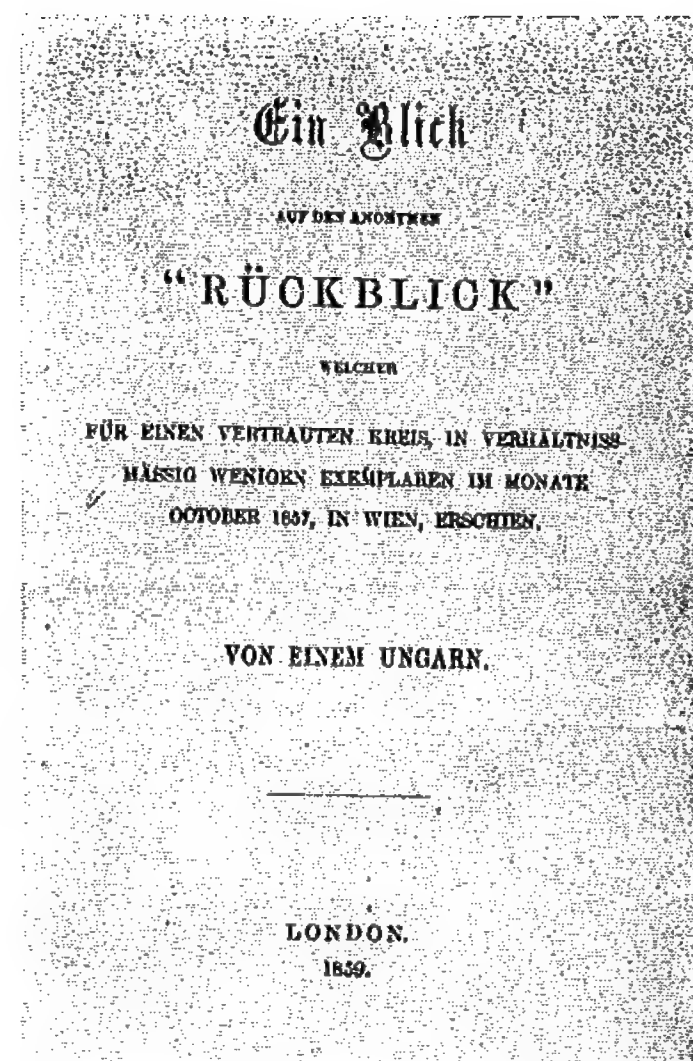 Ein Blick
AUF DEN ANONYMEN
“RÜCKBLICK”
WELCHER
FÜR EINEN VERTRAUTEN KREIS, IN VERHÄLTNISS-
MÄSSIG WENIGEN EXEMPLAREN IM MONATE
OCTOBER 1857, IN WIEN, ERSCHIEN.
VON EINEM UNGARN.
LONDON.
1859.